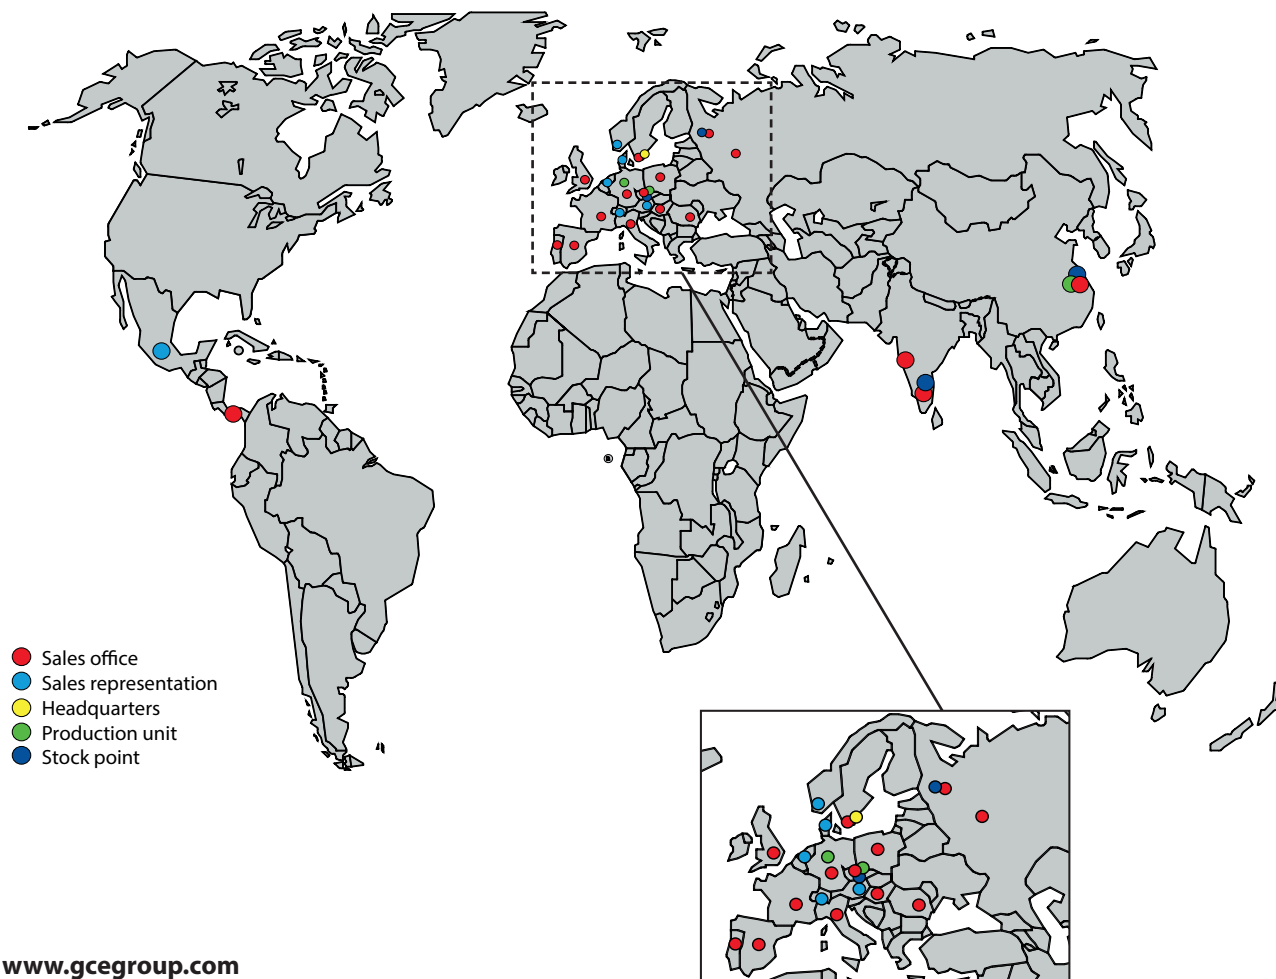 Sales office
Sales representation
Headquarters
Production unit
Stock point
www.gcegroup.com